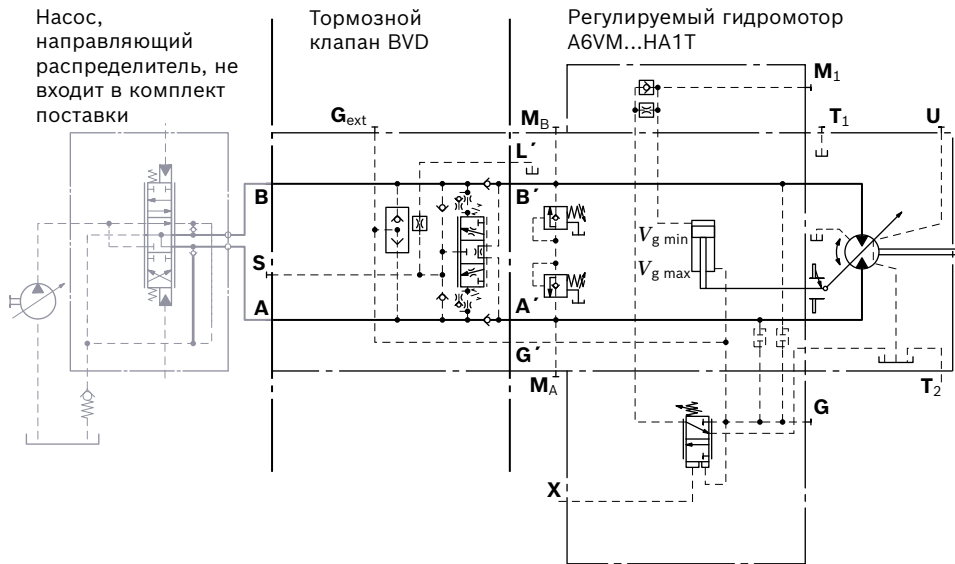 Насос,
направляющий
распределитель, не
входит в комплект
поставки
Тормозной
клапан BVD
Регулируемый гидромотор
A6VM...HA1T
M1
Gext
MB
T1
U
L´
B
B´
Vg min
S
Vg max
A
A´
G´
MA
T2
G
X